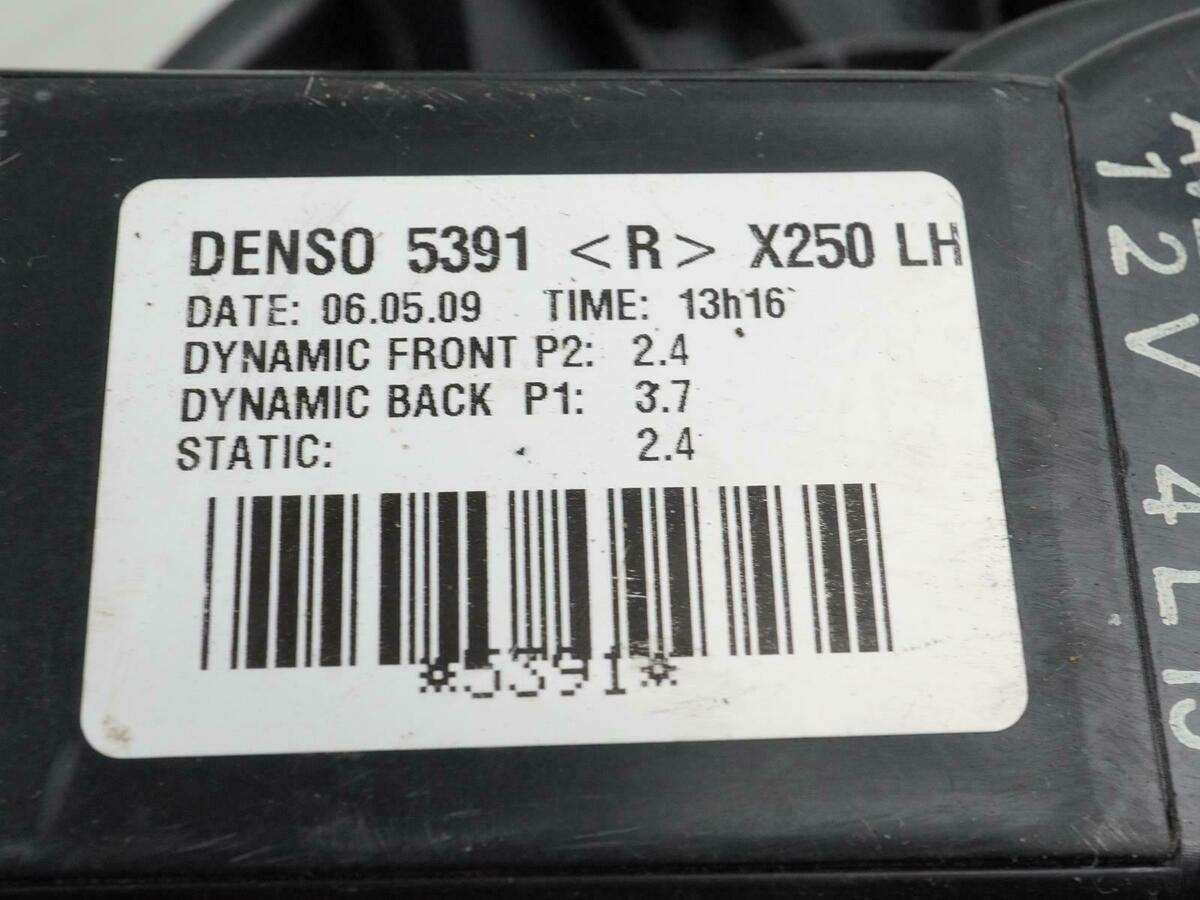 DENSO 5391 <R> X250 LH
DATE: 06.05.09 TIME: 13h16
DYNAMIC FRONT P2: 2.4
DYNAMIC BACK P1: 3.7
STATIC: 2.4
*5391*
12V